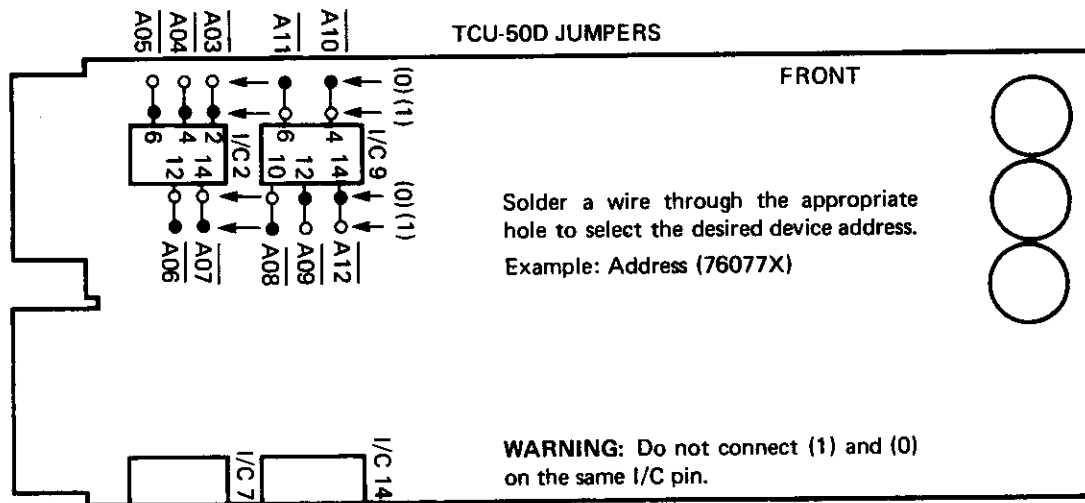 TCU-50D JUMPERS
A05 A04 A03 A11 A10
(0) (1)
6 4 2 6 4
I/C 2 I/C 9
12 14 10 12 14
(0) (1)
A06 A07 A08 A09 A12
FRONT
Solder a wire through the appropriate
hole to select the desired device address.
Example: Address (76077X)
I/C 7 I/C 14
WARNING: Do not connect (1) and (0)
on the same I/C pin.